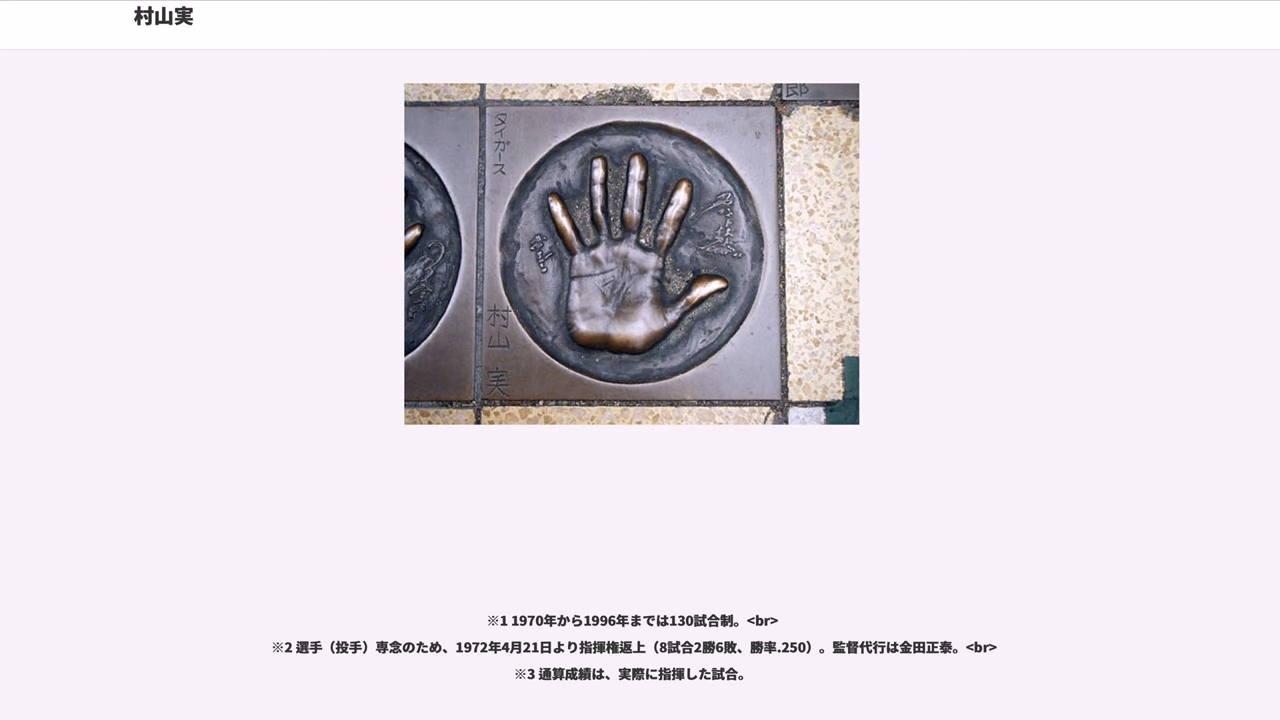 村山実
郎
タイガース
村山実
※1 1970年から1996年までは130試合制。<br>
※2 選手（投手）専念のため、1972年4月21日より指揮権返上（8試合2勝6敗、勝率.250）。監督代行は金田正泰。<br>
※3 通算成績は、実際に指揮した試合。